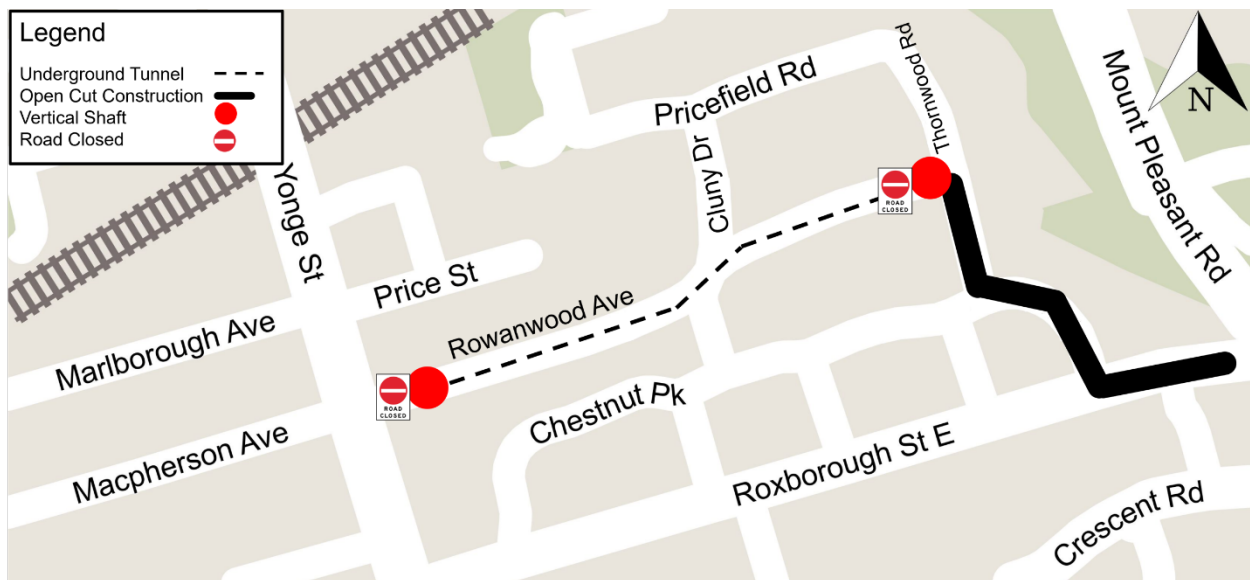 Legend
Underground Tunnel
Open Cut Construction
Vertical Shaft
Road Closed
N
Mount Pleasant Rd
Thornwood Rd
Pricefield Rd
Cluny Dr
Yonge St
ROAD
CLOSED
Price St
Rowanwood Ave
Marlborough Ave
ROAD
CLOSED
Chestnut Pk
Macpherson Ave
Roxborough St E
Crescent Rd